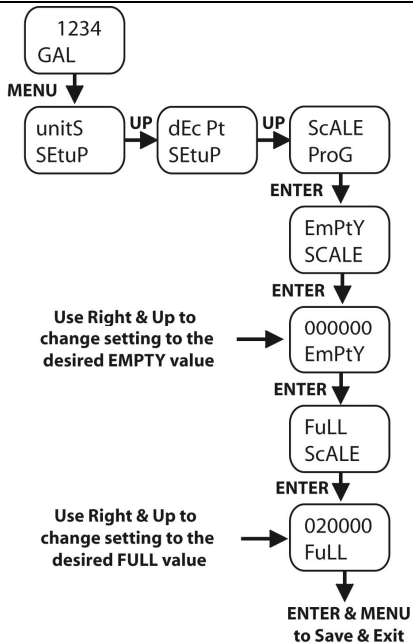 1234
GAL
MENU
unitS
SEtuP
UP
dEc Pt
SEtuP
UP
ScALE
ProG
ENTER
EmPtY
SCALE
ENTER
Use Right & Up to
change setting to the
desired EMPTY value
000000
EmPtY
ENTER
FuLL
ScALE
ENTER
Use Right & Up to
change setting to the
desired FULL value
020000
FuLL
ENTER & MENU
to Save & Exit